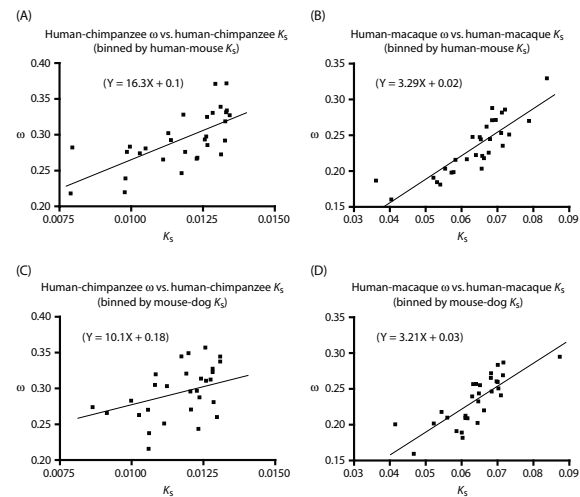 (A)
Human-chimpanzee ω vs. human-chimpanzee Ks
(binned by human-mouse Ks)
0.40
0.35
0.30
0.25
0.20
ω
(Y = 16.3X + 0.1)
0.0075
0.0100
0.0125
0.0150
Ks
(B)
Human-macaque ω vs. human-macaque Ks
(binned by human-mouse Ks)
0.35
0.30
0.25
0.20
0.15
ω
(Y = 3.29X + 0.02)
0.03
0.04
0.05
0.06
0.07
0.08
0.09
Ks
(C)
Human-chimpanzee ω vs. human-chimpanzee Ks
(binned by mouse-dog Ks)
0.40
0.35
0.30
0.25
0.20
ω
(Y = 10.1X + 0.18)
0.0075
0.0100
0.0125
0.0150
Ks
(D)
Human-macaque ω vs. human-macaque Ks
(binned by mouse-dog Ks)
0.35
0.30
0.25
0.20
0.15
ω
(Y = 3.21X + 0.03)
0.03
0.04
0.05
0.06
0.07
0.08
0.09
Ks